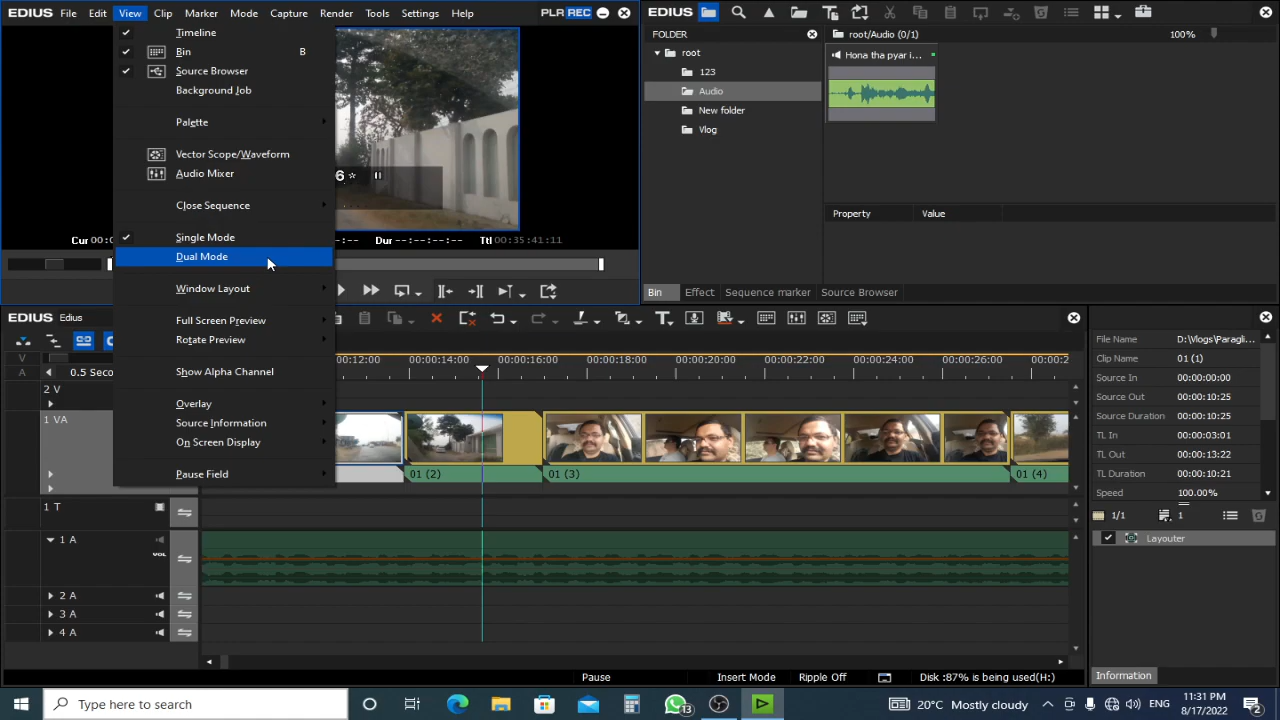 EDIUS File Edit View Clip Marker Mode Capture Render Tools Settings Help PLR REC
EDIUS
Timeline
Bin B
Source Browser
Background Job
Palette
Vector Scope/Waveform
Audio Mixer
Close Sequence
Single Mode
Dual Mode
Window Layout
Full Screen Preview
Rotate Preview
Show Alpha Channel
Overlay
Source Information
On Screen Display
Pause Field
Dur --:-- Ttl 00:35:41:11
FOLDER
root
123
Audio
New folder
Vlog
root/Audio (0/1) 100%
Hona tha pyar i...
Property Value
Bin Effect Sequence marker Source Browser
EDIUS Edius
V
A
0.5 Seco
2 V
1 VA
1 T
1 A
VOL
2 A
3 A
4 A
00:00:14:00 00:00:16:00 00:00:18:00 00:00:20:00 00:00:22:00 00:00:24:00 00:00:26:00
01 (2) 01 (3) 01 (4)
File Name D:\Vlogs\Paragli...
Clip Name 01 (1)
Source In 00:00:00:00
Source Out 00:00:10:25
Source Duration 00:00:10:25
TL In 00:00:03:01
TL Out 00:00:13:22
TL Duration 00:00:10:21
Speed 100.00%
1/1 1
Layouter
Information
Pause Insert Mode Ripple Off Disk :87% is being used(H:)
Type here to search
13
20°C Mostly cloudy
ENG
11:31 PM
8/17/2022
2